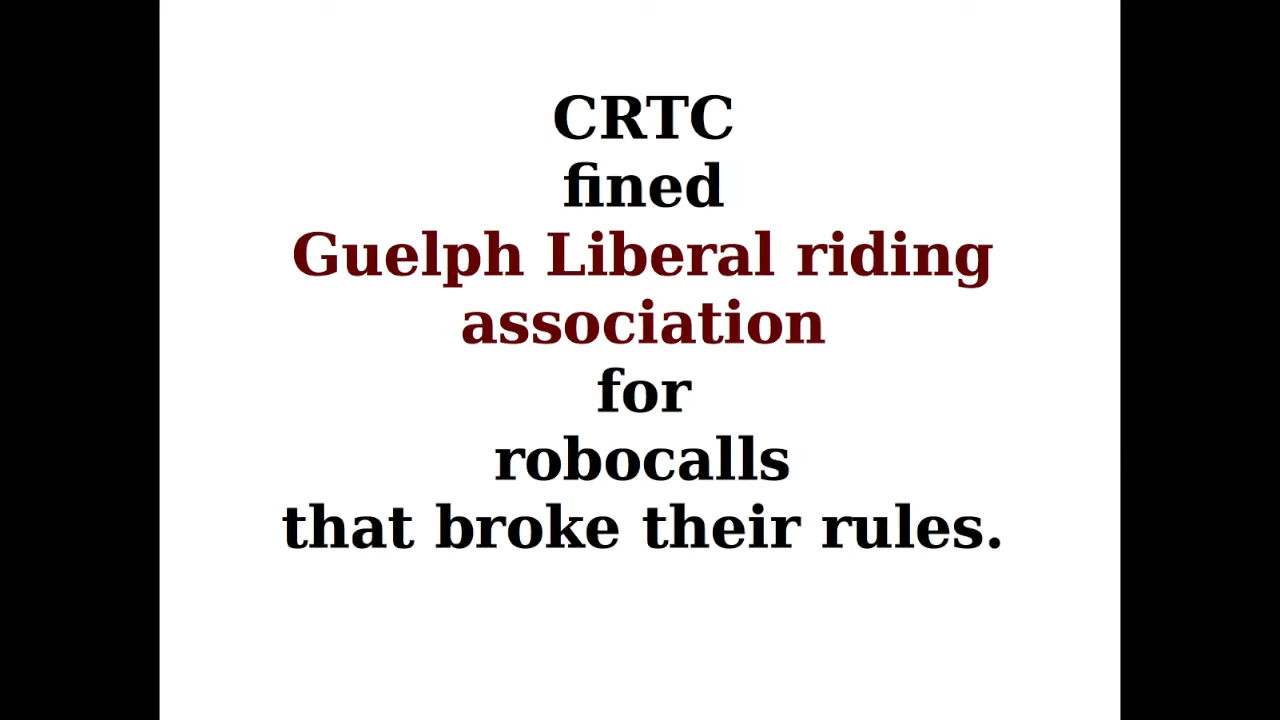 CRTC
fined
Guelph Liberal riding
association
for
robocalls
that broke their rules.